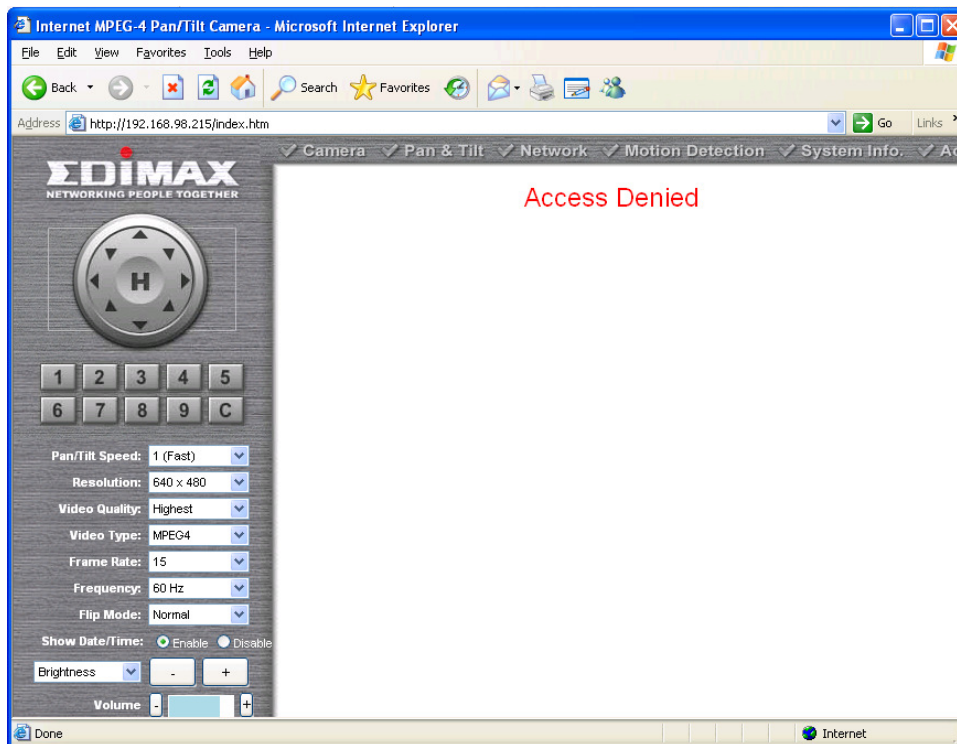 Internet MPEG-4 Pan/Tilt Camera - Microsoft Internet Explorer
File Edit View Favorites Tools Help
Back Search Favorites
Address http://192.168.98.215/index.htm Go Links
EDIMAX
NETWORKING PEOPLE TOGETHER
Camera Pan & Tilt Network Motion Detection System Info.
Access Denied
H
1 2 3 4 5
6 7 8 9 C
Pan/Tilt Speed: 1 (Fast)
Resolution: 640 x 480
Video Quality: Highest
Video Type: MPEG4
Frame Rate: 15
Frequency: 60 Hz
Flip Mode: Normal
Show Date/Time: Enable Disable
Brightness - +
Volume - +
Done Internet